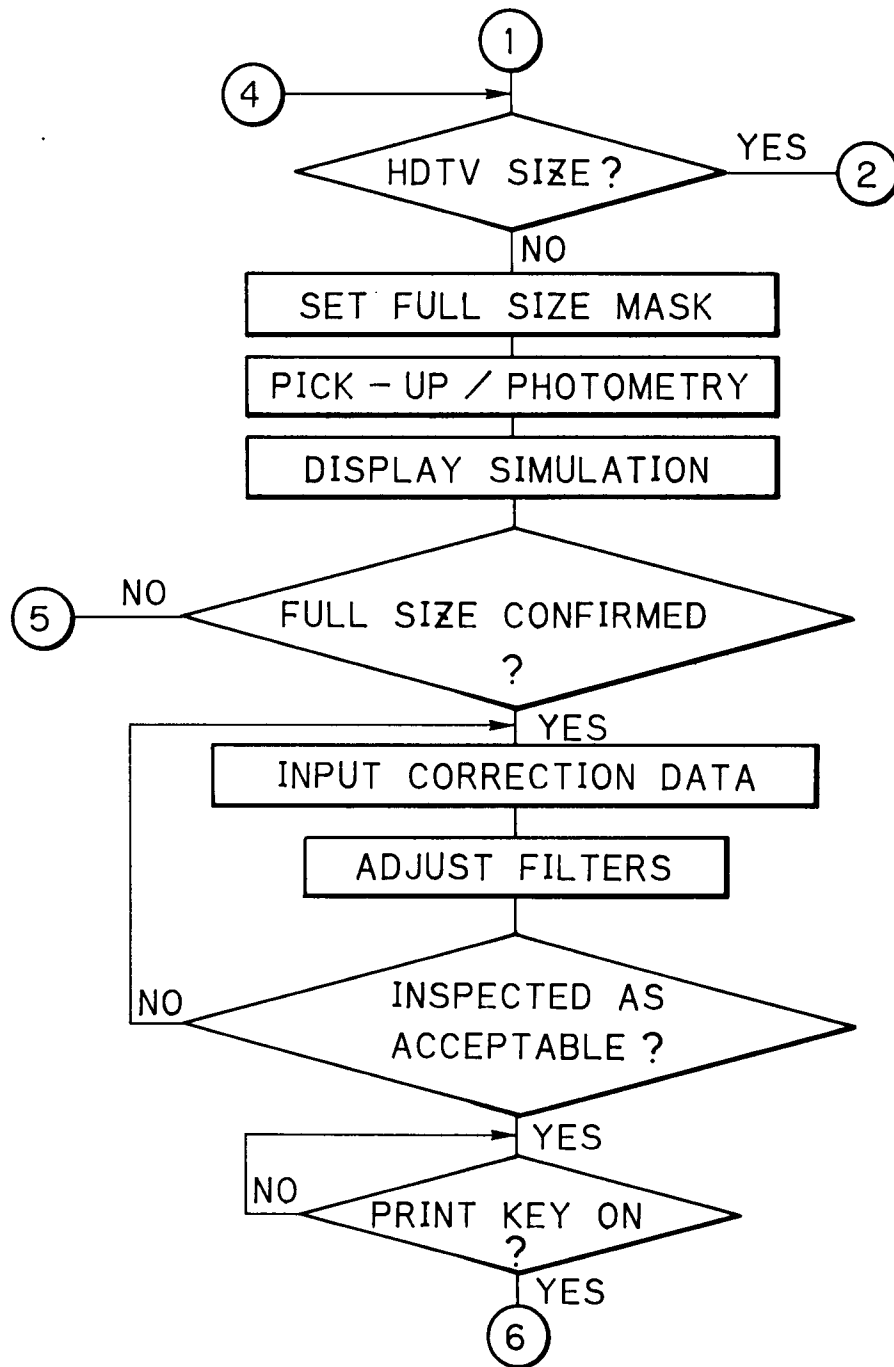 1
4
HDTV SIZE?
YES
2
NO
SET FULL SIZE MASK
PICK-UP / PHOTOMETRY
DISPLAY SIMULATION
NO
5
FULL SIZE CONFIRMED
?
YES
INPUT CORRECTION DATA
ADJUST FILTERS
NO
INSPECTED AS
ACCEPTABLE?
YES
NO
PRINT KEY ON
?
YES
6